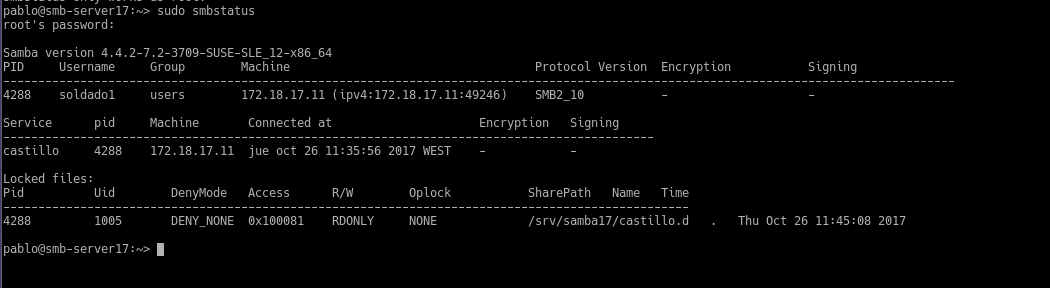 pablo@smb-server17:~> sudo smbstatus
root's password:
Samba version 4.4.2-7.2-3709-SUSE-SLE_12-x86_64
PID Username Group Machine Protocol Version Encryption Signing
----------------------------------------------------------------------------------------------------------------------------------------
4288 soldado1 users 172.18.17.11 (ipv4:172.18.17.11:49246) SMB2_10 - -
Service pid Machine Connected at Encryption Signing
---------------------------------------------------------------------------------------------
castillo 4288 172.18.17.11 jue oct 26 11:35:56 2017 WEST - -
Locked files:
Pid Uid DenyMode Access R/W Oplock SharePath Name Time
--------------------------------------------------------------------------------------------------
4288 1005 DENY_NONE 0x100081 RDONLY NONE /srv/samba17/castillo.d . Thu Oct 26 11:45:08 2017
pablo@smb-server17:~>